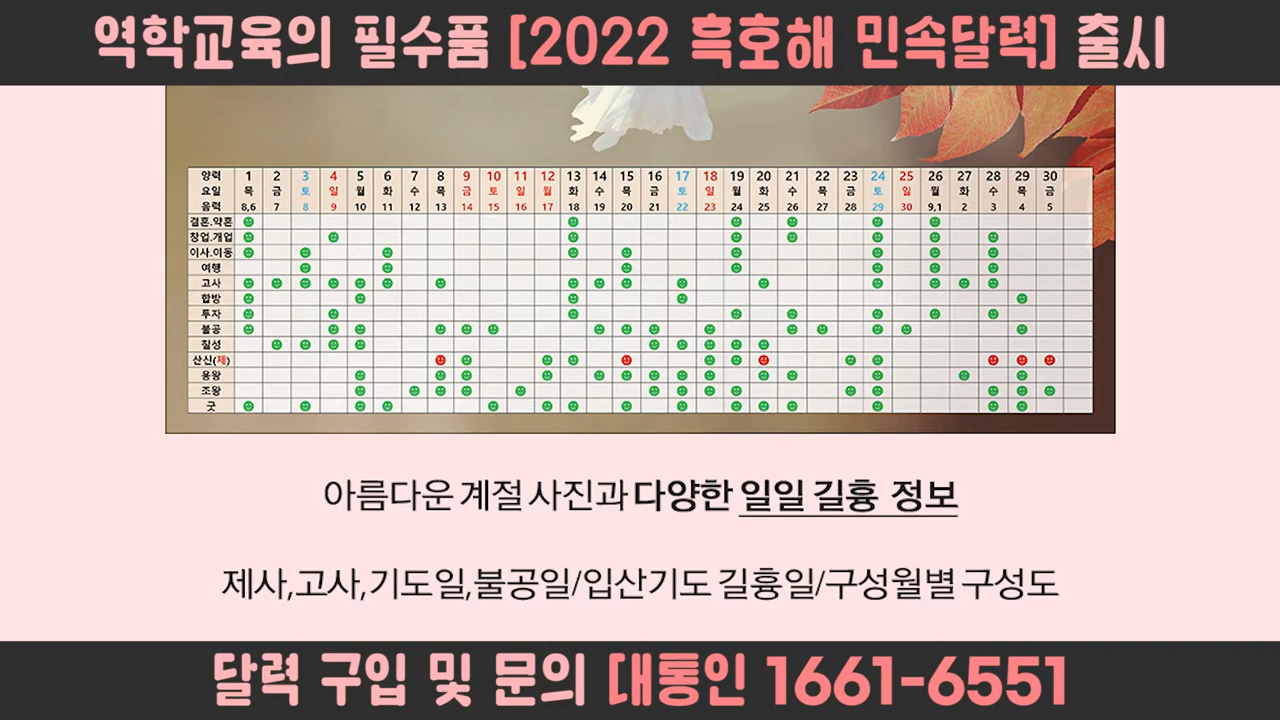 역학교육의 필수품 [2022 흑호해 민속달력] 출시
양력 1 2 3 4 5 6 7 8 9 10 11 12 13 14 15 16 17 18 19 20 21 22 23 24 25 26 27 28 29 30
요일 목 금 토 일 월 화 수 목 금 토 일 월 화 수 목 금 토 일 월 화 수 목 금 토 일 월 화 수 목 금
음력 8,6 7 8 9 10 11 12 13 14 15 16 17 18 19 20 21 22 23 24 25 26 27 28 29 30 9,1 2 3 4 5
결혼.약혼
창업.개업
이사.이동
여행
고사
합방
투자
불공
칠성
산신(제)
용왕
조왕
굿
아름다운 계절 사진과 다양한 일일 길흉 정보
제사,고사,기도일,불공일/입산기도 길흉일/구성월별 구성도
달력 구입 및 문의 대통인 1661-6551